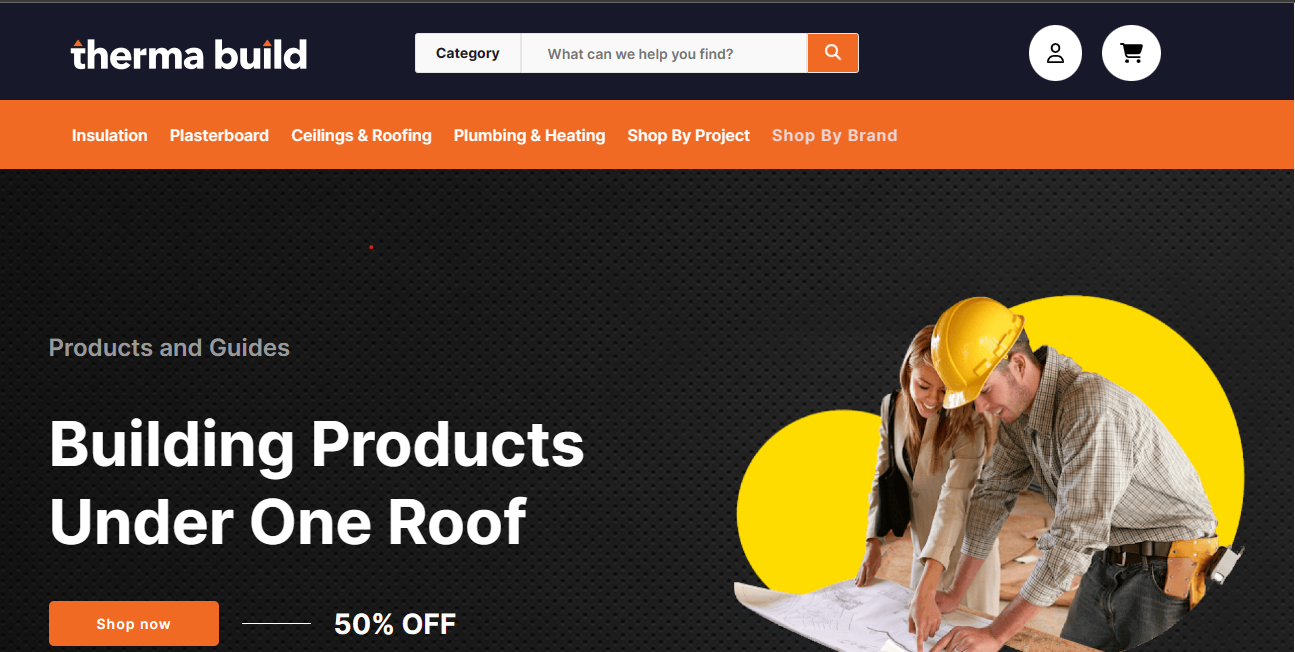 therma build
Category
What can we help you find?
Insulation Plasterboard Ceilings & Roofing Plumbing & Heating Shop By Project Shop By Brand
Products and Guides
Building Products
Under One Roof
Shop now
50% OFF